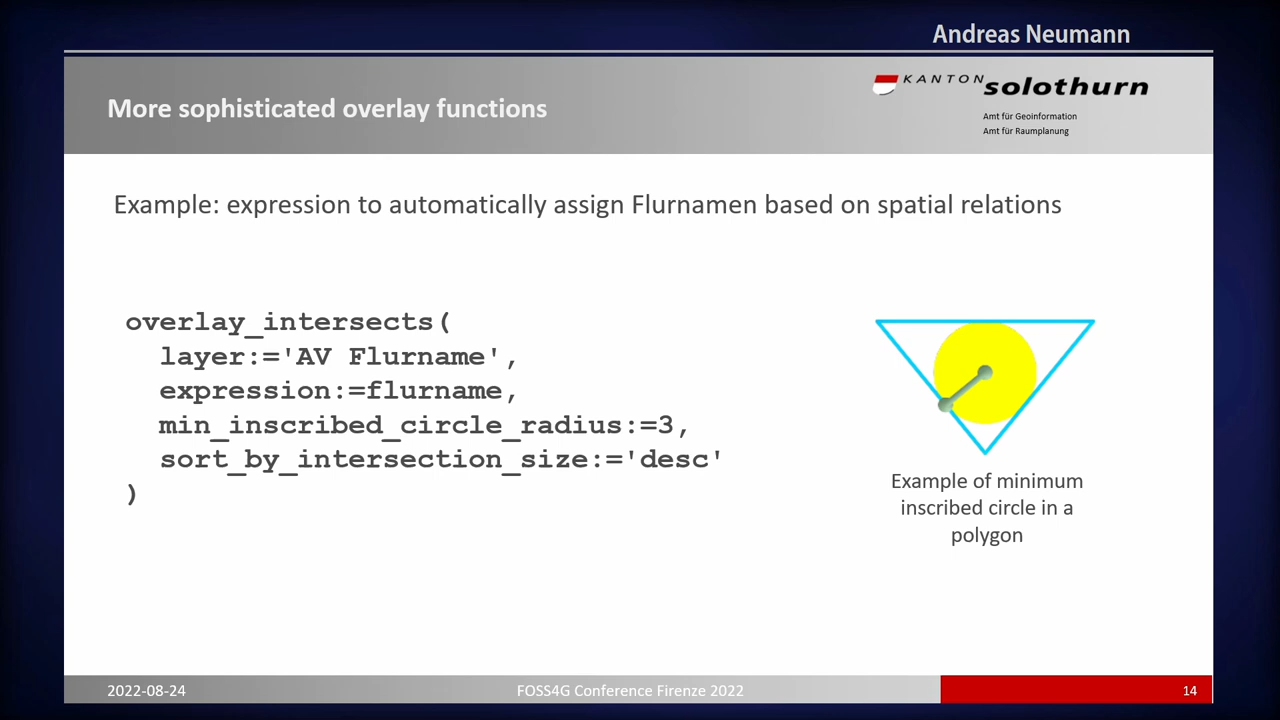 Andreas Neumann
KANTON solothurn
More sophisticated overlay functions
Amt für Geoinformation
Amt für Raumplanung
Example: expression to automatically assign Flurnamen based on spatial relations
overlay_intersects(
layer:='AV Flurname',
expression:=flurname,
min_inscribed_circle_radius:=3,
sort_by_intersection_size:='desc'
)
Example of minimum
inscribed circle in a
polygon
2022-08-24
FOSS4G Conference Firenze 2022
14